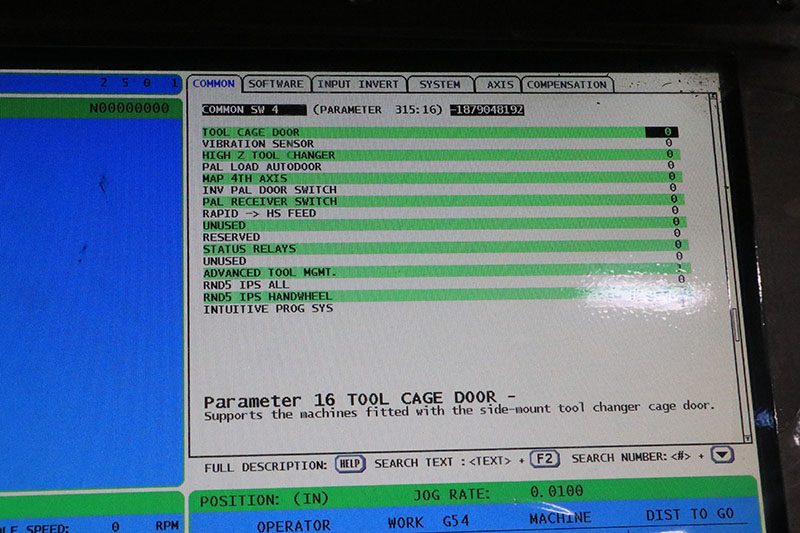 2 5 0 1
N00000000
COMMON SOFTWARE INPUT INVERT SYSTEM AXIS COMPENSATION
COMMON SW 4 (PARAMETER 315:16) -1879048192
TOOL CAGE DOOR 0
VIBRATION SENSOR 0
HIGH Z TOOL CHANGER 0
PAL LOAD AUTODOOR 0
MAP 4TH AXIS 0
INV PAL DOOR SWITCH 0
PAL RECEIVER SWITCH 0
RAPID -> HS FEED 0
UNUSED 0
RESERVED 0
STATUS RELAYS 0
UNUSED 0
ADVANCED TOOL MGMT. 1
RND5 IPS ALL 0
RND5 IPS HANDWHEEL
INTUITIVE PROG SYS
Parameter 16 TOOL CAGE DOOR -
Supports the machines fitted with the side-mount tool changer cage door.
FULL DESCRIPTION: HELP SEARCH TEXT : <TEXT> + F2 SEARCH NUMBER: <#> +
POSITION: (IN) JOG RATE: 0.0100
SPEED: 0 RPM OPERATOR WORK G54 MACHINE DIST TO GO